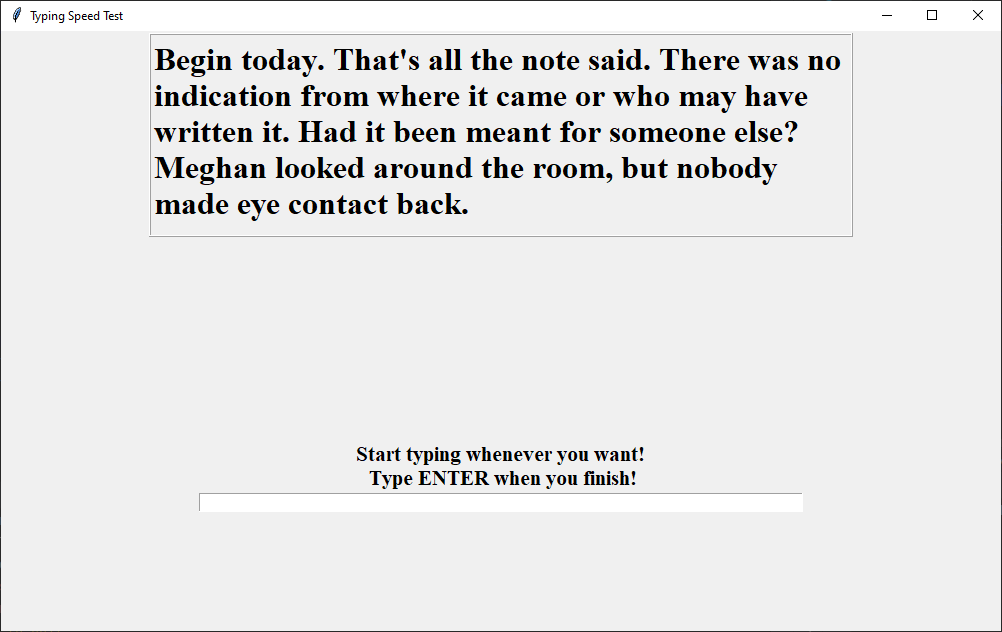 Typing Speed Test
Begin today. That's all the note said. There was no
indication from where it came or who may have
written it. Had it been meant for someone else?
Meghan looked around the room, but nobody
made eye contact back.
Start typing whenever you want!
Type ENTER when you finish!